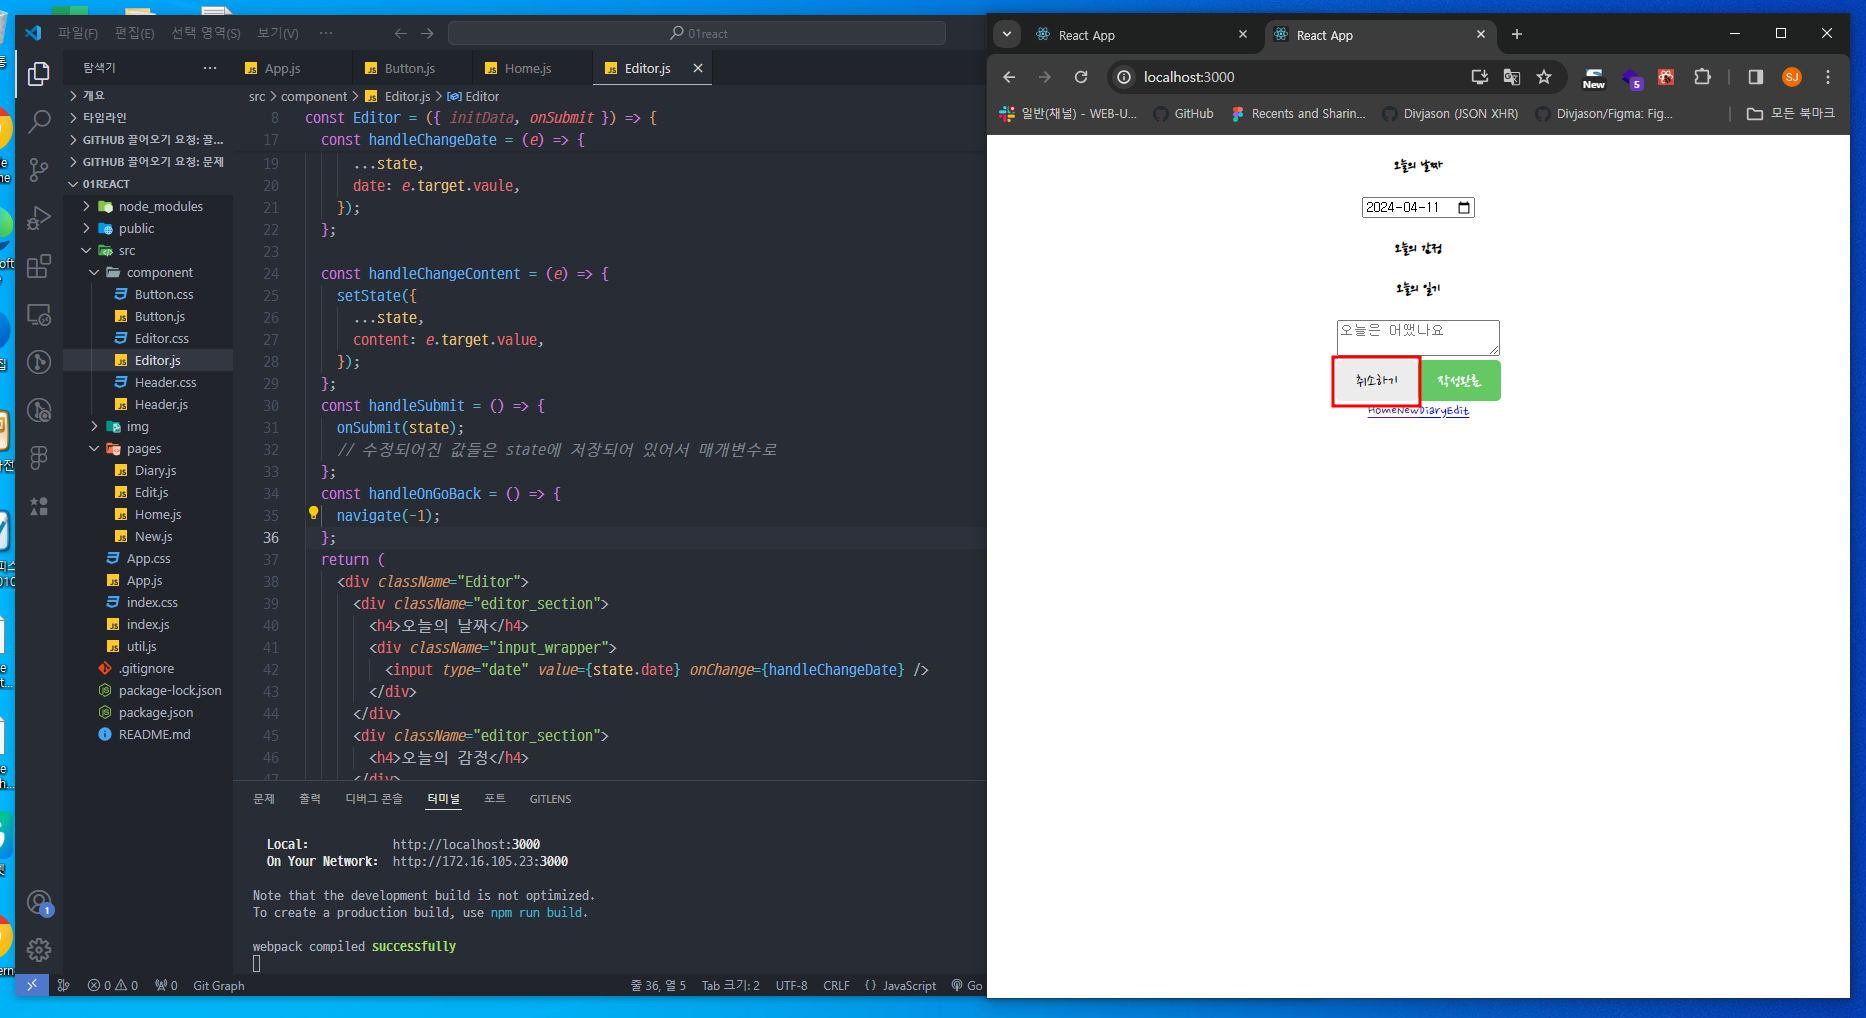 파일(F) 편집(E) 선택 영역(S) 보기(V) ··· 01react
탐색기 ···
개요
타임라인
GITHUB 끌어오기 요청: 끌...
GITHUB 끌어오기 요청: 문제
01REACT
node_modules
public
src
component
Button.css
Button.js
Editor.css
Editor.js
Header.css
Header.js
img
pages
Diary.js
Edit.js
Home.js
New.js
App.css
App.js
index.css
index.js
util.js
.gitignore
package-lock.json
package.json
README.md
App.js Button.js Home.js Editor.js
src > component > Editor.js > Editor
8 const Editor = ({ initData, onSubmit }) => {
17 const handleChangeDate = (e) => {
19 ...state,
20 date: e.target.vaule,
21 });
22 };
23
24 const handleChangeContent = (e) => {
25 setState({
26 ...state,
27 content: e.target.value,
28 });
29 };
30 const handleSubmit = () => {
31 onSubmit(state);
32 // 수정되어진 값들은 state에 저장되어 있어서 매개변수로
33 };
34 const handleOnGoBack = () => {
35 navigate(-1);
36 };
37 return (
38 <div className="Editor">
39 <div className="editor_section">
40 <h4>오늘의 날짜</h4>
41 <div className="input_wrapper">
42 <input type="date" value={state.date} onChange={handleChangeDate} />
43 </div>
44 </div>
45 <div className="editor_section">
46 <h4>오늘의 감정</h4>
47 </div>
문제 출력 디버그 콘솔 터미널 포트 GITLENS
Local: http://localhost:3000
On Your Network: http://172.16.105.23:3000
Note that the development build is not optimized.
To create a production build, use npm run build.
webpack compiled successfully
1
0 0 0 Git Graph 줄 36, 열 5 Tab 크기: 2 UTF-8 CRLF {} JavaScript Go
React App React App
localhost:3000 New 5 SJ
일반(채널) - WEB-U... GitHub Recents and Sharin... Divjason (JSON XHR) Divjason/Figma: Fig... 모든 북마크
오늘의 날짜
2024-04-11
오늘의 감정
오늘의 일기
오늘은 어땠나요
취소하기 작성완료
HomeNewDiaryEdit